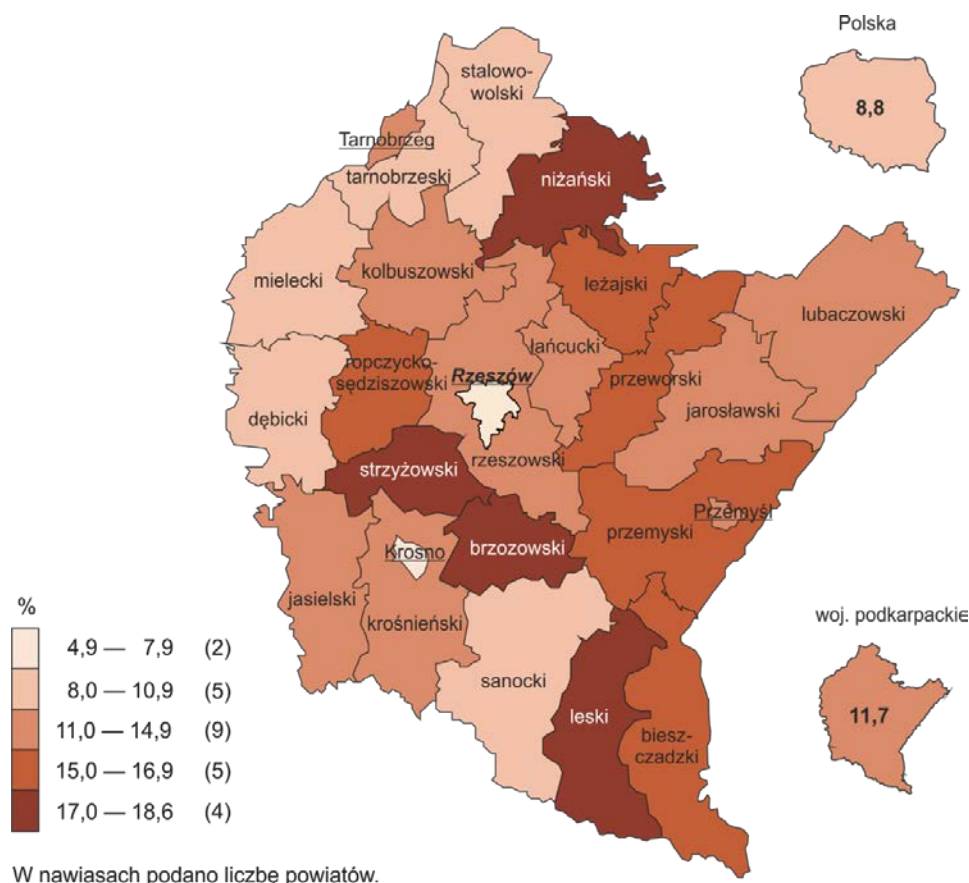 Polska
8,8
stalowo-
wolski
Tarnobrzeg
tarnobrzeski
niżański
mielecki
kolbuszowski
leżajski
lubaczowski
łańcucki
ropczycko-
sędziszowski
Rzeszów
przeworski
jarosławski
dębicki
rzeszowski
strzyżowski
Przemyśl
przemyski
Krosno
brzozowski
jasielski
krośnieński
sanocki
leski
biesz-
czadzki
woj. podkarpackie
11,7
%
4,9 — 7,9 (2)
8,0 — 10,9 (5)
11,0 — 14,9 (9)
15,0 — 16,9 (5)
17,0 — 18,6 (4)
W nawiasach podano liczbę powiatów.